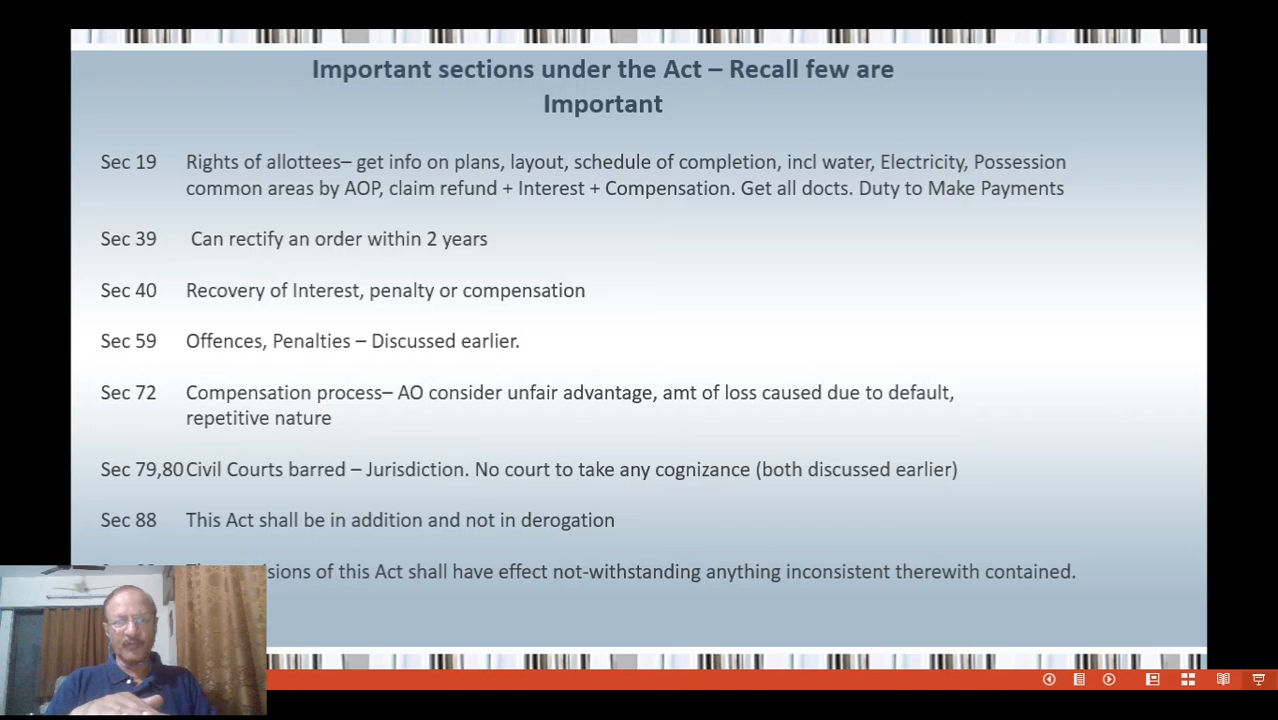 Important sections under the Act – Recall few are
Important
Sec 19 Rights of allottees– get info on plans, layout, schedule of completion, incl water, Electricity, Possession
common areas by AOP, claim refund + Interest + Compensation. Get all docts. Duty to Make Payments
Sec 39 Can rectify an order within 2 years
Sec 40 Recovery of Interest, penalty or compensation
Sec 59 Offences, Penalties – Discussed earlier.
Sec 72 Compensation process– AO consider unfair advantage, amt of loss caused due to default,
repetitive nature
Sec 79,80 Civil Courts barred – Jurisdiction. No court to take any cognizance (both discussed earlier)
Sec 88 This Act shall be in addition and not in derogation
of this Act shall have effect not-withstanding anything inconsistent therewith contained.